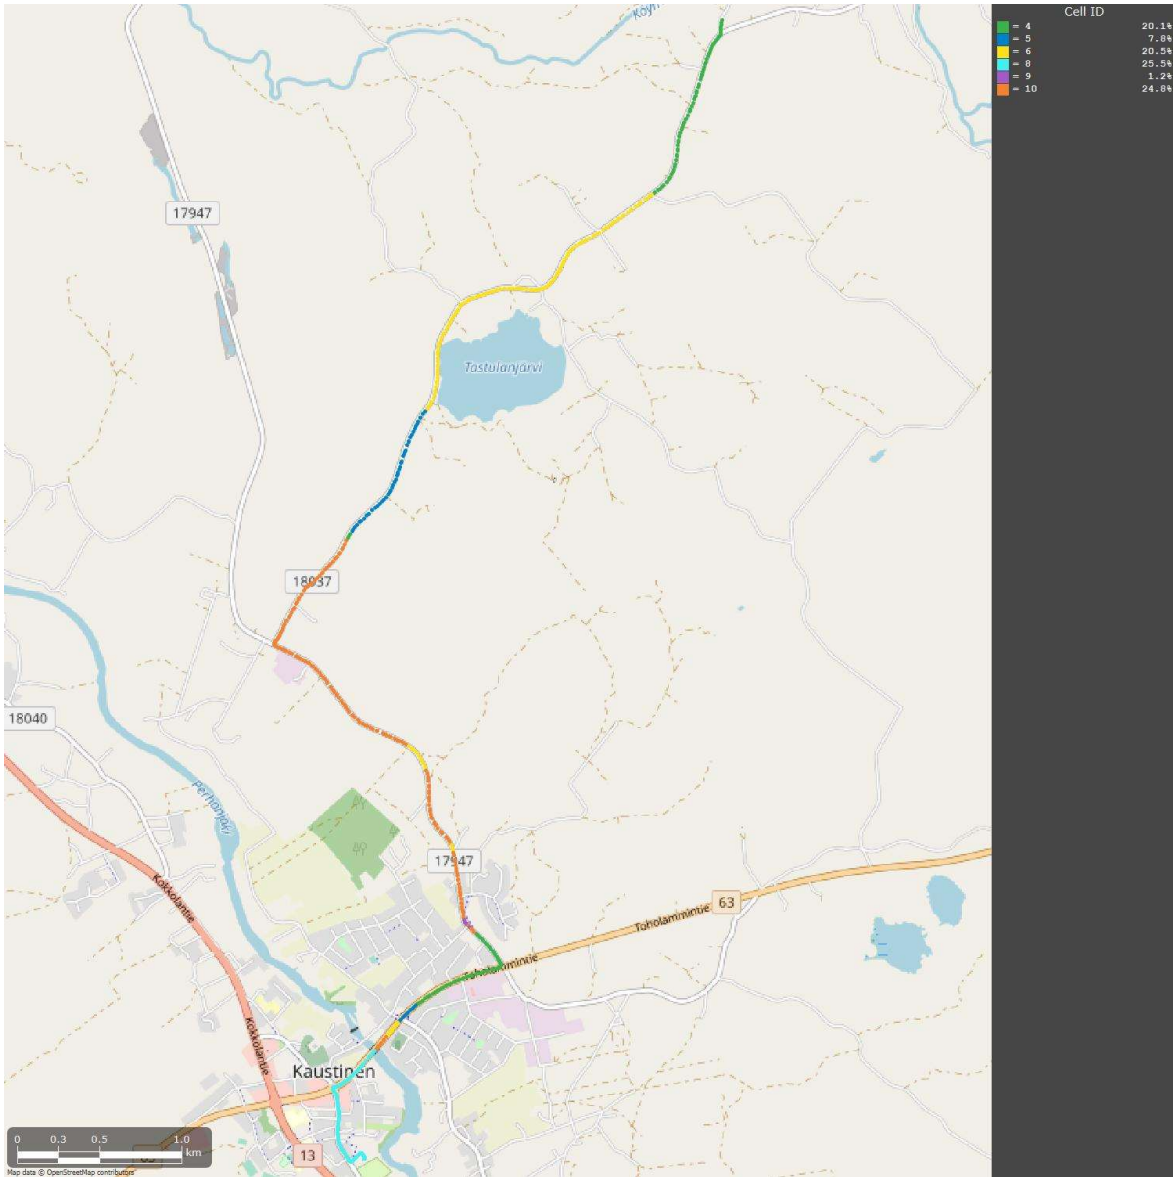 Cell ID
= 4 20.1%
= 5 7.8%
= 6 20.5%
= 8 25.5%
= 9 1.2%
= 10 24.8%
17947
Tastulanjärvi
18037
18040
Perhonjoki
17947
Kokkolantie
63
Toholammintie
Toholammintie
Kokkolantie
Kaustinen
13
0 0.3 0.5 1.0
km
Map data © OpenStreetMap contributors